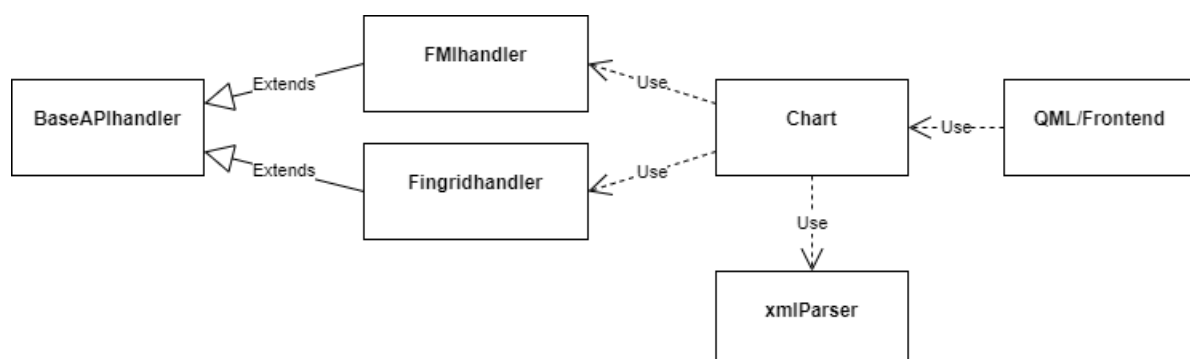 FMIhandler
Extends
Use
BaseAPIhandler
Chart
Use
QML/Frontend
Extends
Use
Fingridhandler
Use
xmlParser